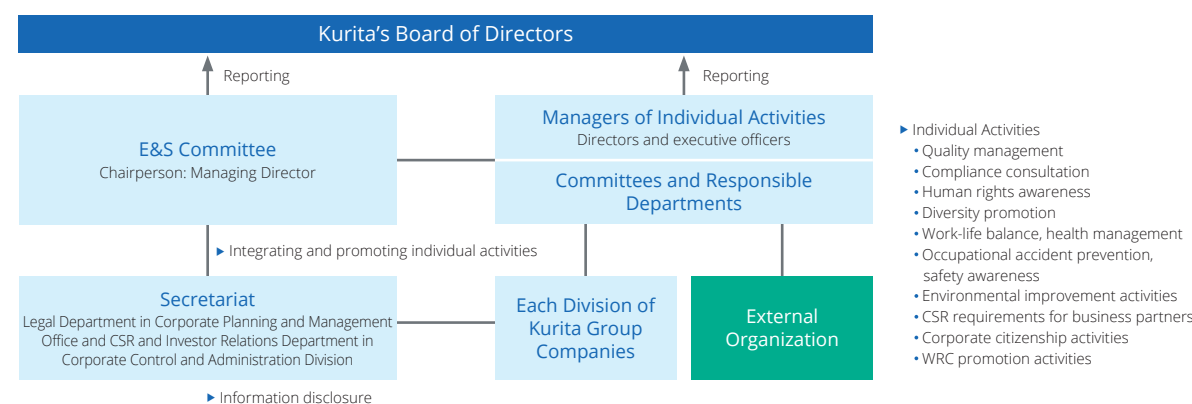 Kurita's Board of Directors
Reporting
Reporting
E&S Committee
Chairperson: Managing Director
Managers of Individual Activities
Directors and executive officers
Committees and Responsible
Departments
▶ Integrating and promoting individual activities
Secretariat
Legal Department in Corporate Planning and Management
Office and CSR and Investor Relations Department in
Corporate Control and Administration Division
Each Division of
Kurita Group
Companies
External
Organization
▶ Information disclosure
▶ Individual Activities
• Quality management
• Compliance consultation
• Human rights awareness
• Diversity promotion
• Work-life balance, health management
• Occupational accident prevention,
safety awareness
• Environmental improvement activities
• CSR requirements for business partners
• Corporate citizenship activities
• WRC promotion activities